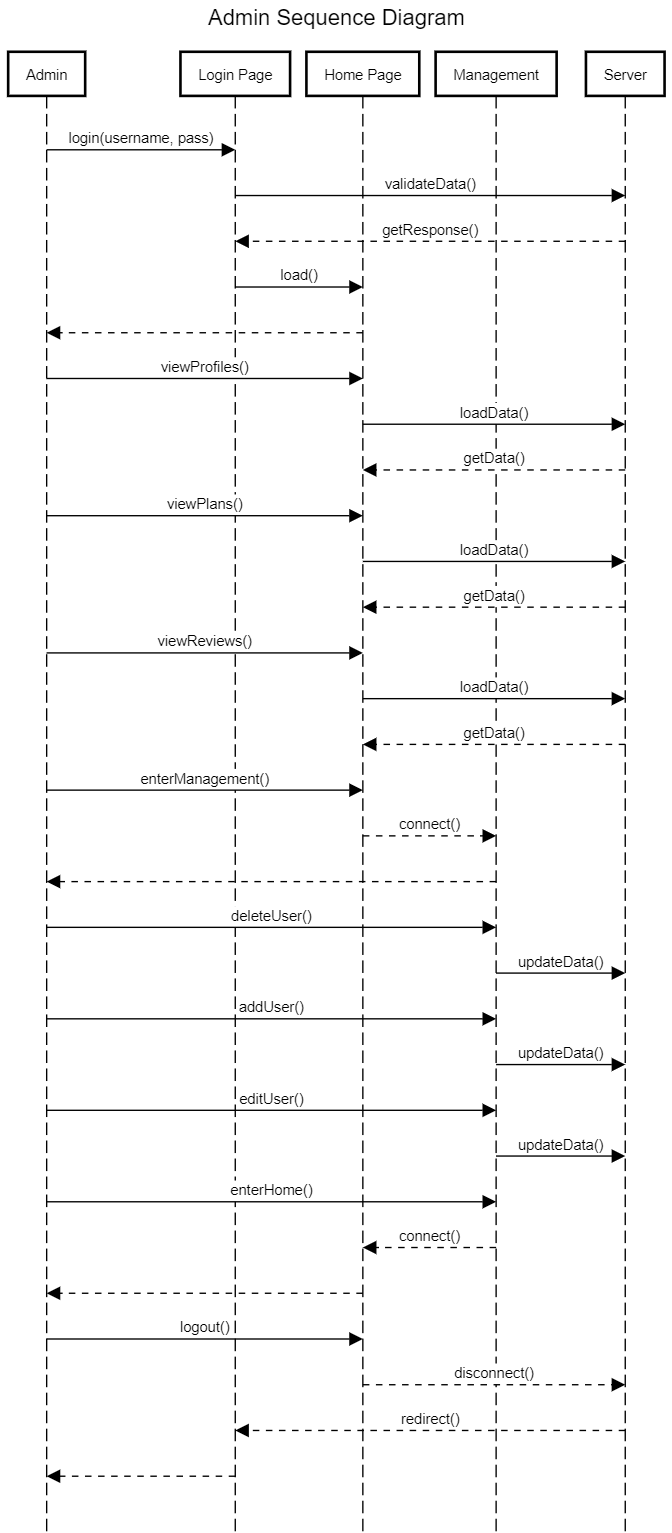 Admin Sequence Diagram
Admin
Login Page
Home Page
Management
Server
login(username, pass)
validateData()
getResponse()
load()
viewProfiles()
loadData()
getData()
viewPlans()
loadData()
getData()
viewReviews()
loadData()
getData()
enterManagement()
connect()
deleteUser()
updateData()
addUser()
updateData()
editUser()
updateData()
enterHome()
connect()
logout()
disconnect()
redirect()